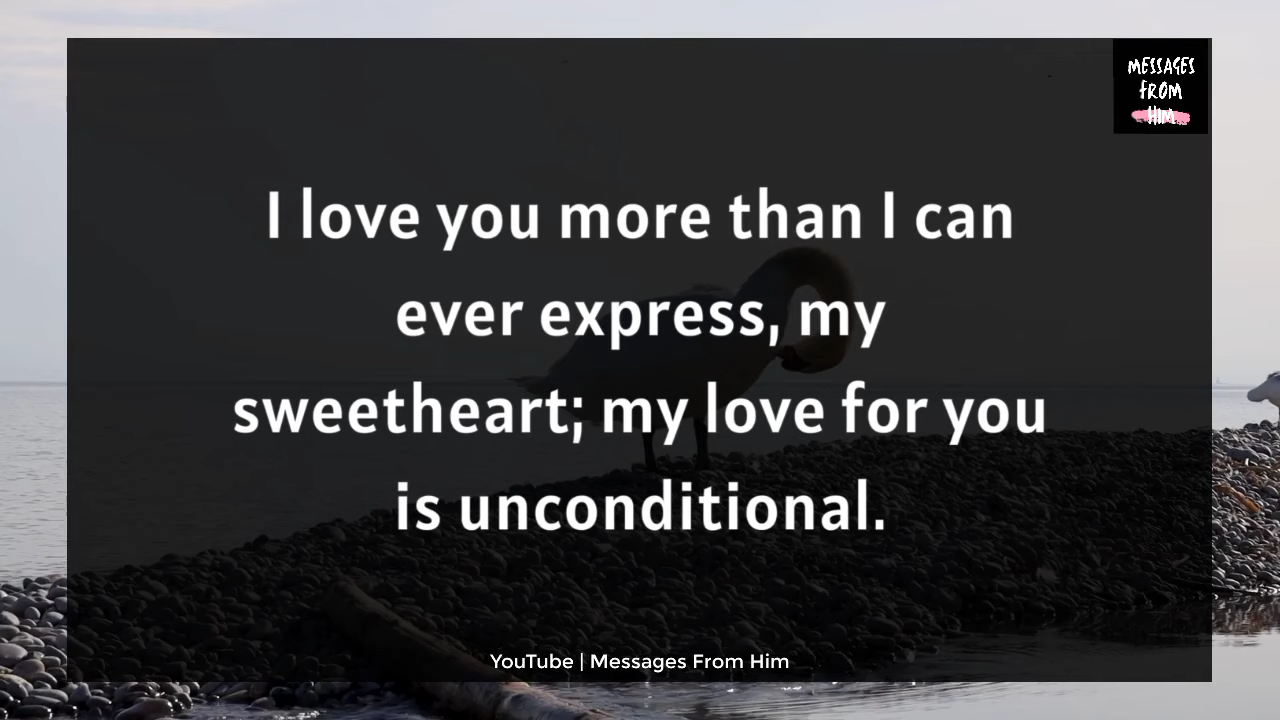 MESSAGES
FROM
HIM
I love you more than I can
ever express, my
sweetheart; my love for you
is unconditional.
YouTube | Messages From Him